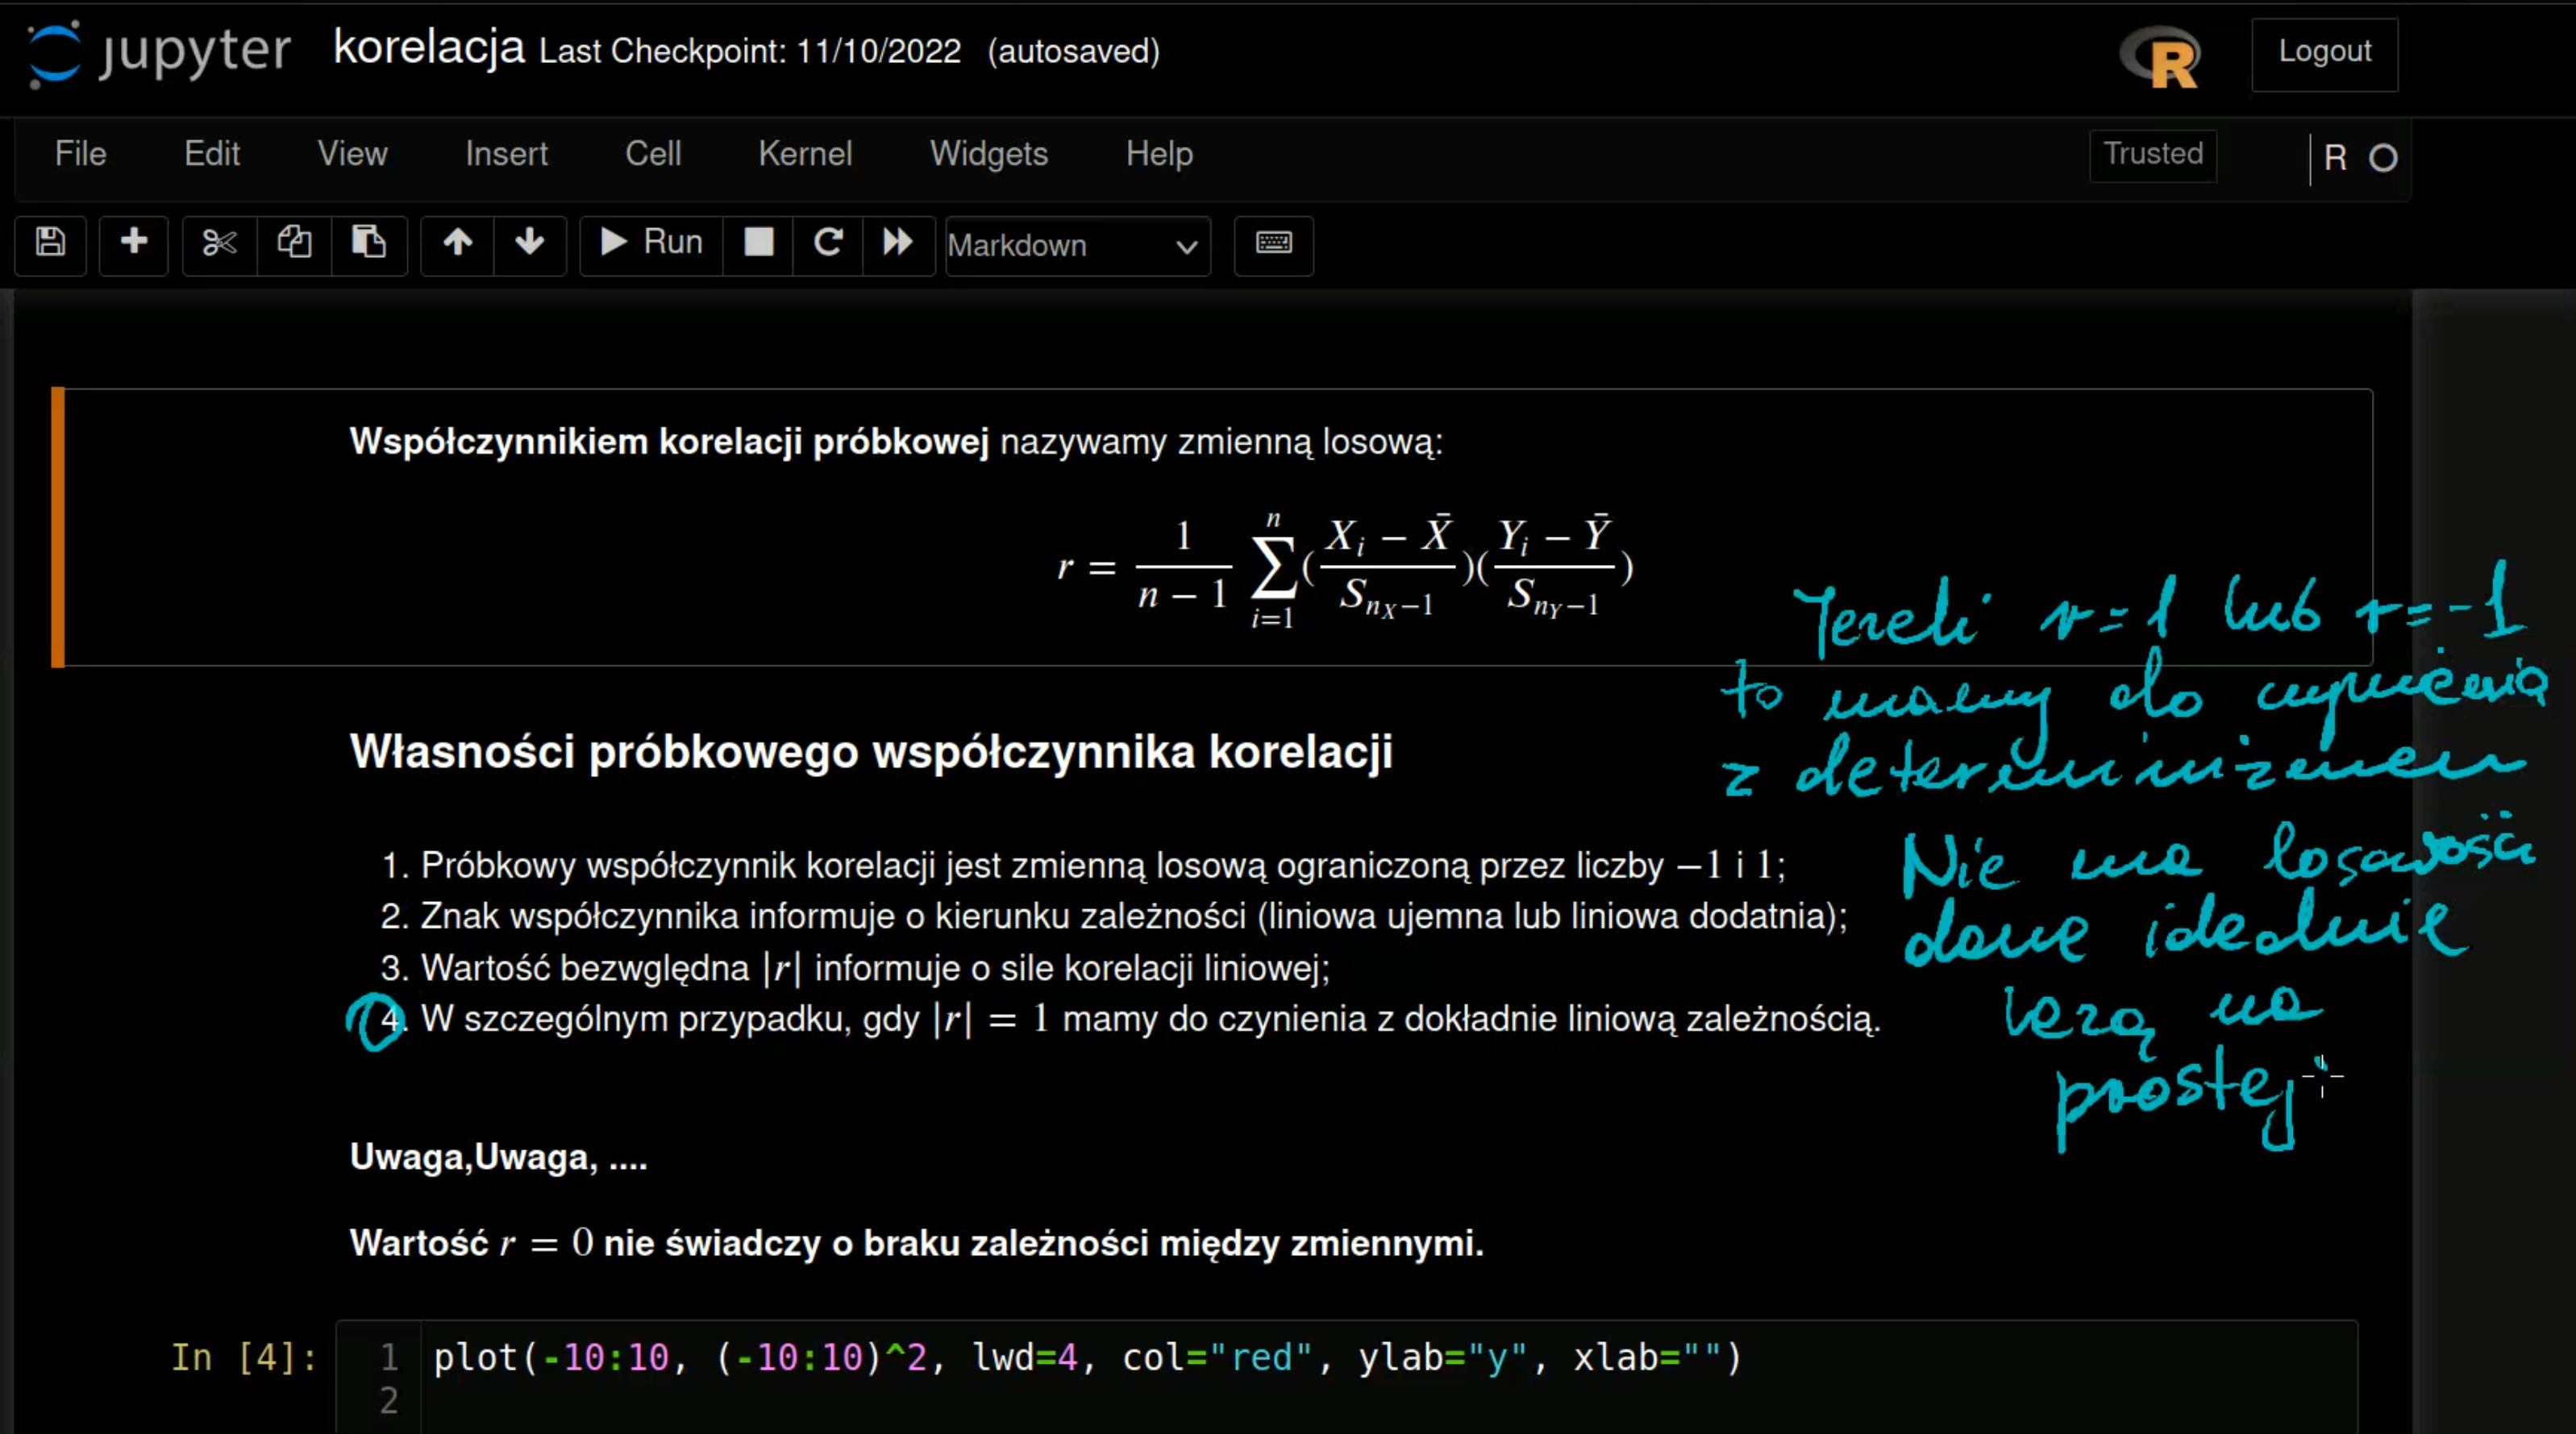 jupyter korelacja Last Checkpoint: 11/10/2022 (autosaved) R Logout
File Edit View Insert Cell Kernel Widgets Help Trusted R
Run Markdown
Współczynnikiem korelacji próbkowej nazywamy zmienną losową:
r = \frac{1}{n − 1} \sum_{i=1}^{n} (\frac{X_i − \bar{X}}{S_{n_X−1}})(\frac{Y_i − \bar{Y}}{S_{n_Y−1}})
Jeżeli r=1 lub r=-1
to mamy do czynienia
z determinizmem
Nie ma losowości
dane idealnie
leżą na
prostej
Własności próbkowego współczynnika korelacji
1. Próbkowy współczynnik korelacji jest zmienną losową ograniczoną przez liczby −1 i 1;
2. Znak współczynnika informuje o kierunku zależności (liniowa ujemna lub liniowa dodatnia);
3. Wartość bezwględna |r| informuje o sile korelacji liniowej;
4. W szczególnym przypadku, gdy |r| = 1 mamy do czynienia z dokładnie liniową zależnością.
Uwaga,Uwaga, ....
Wartość r = 0 nie świadczy o braku zależności między zmiennymi.
In [4]: 1 plot(-10:10, (-10:10)^2, lwd=4, col="red", ylab="y", xlab="")
2